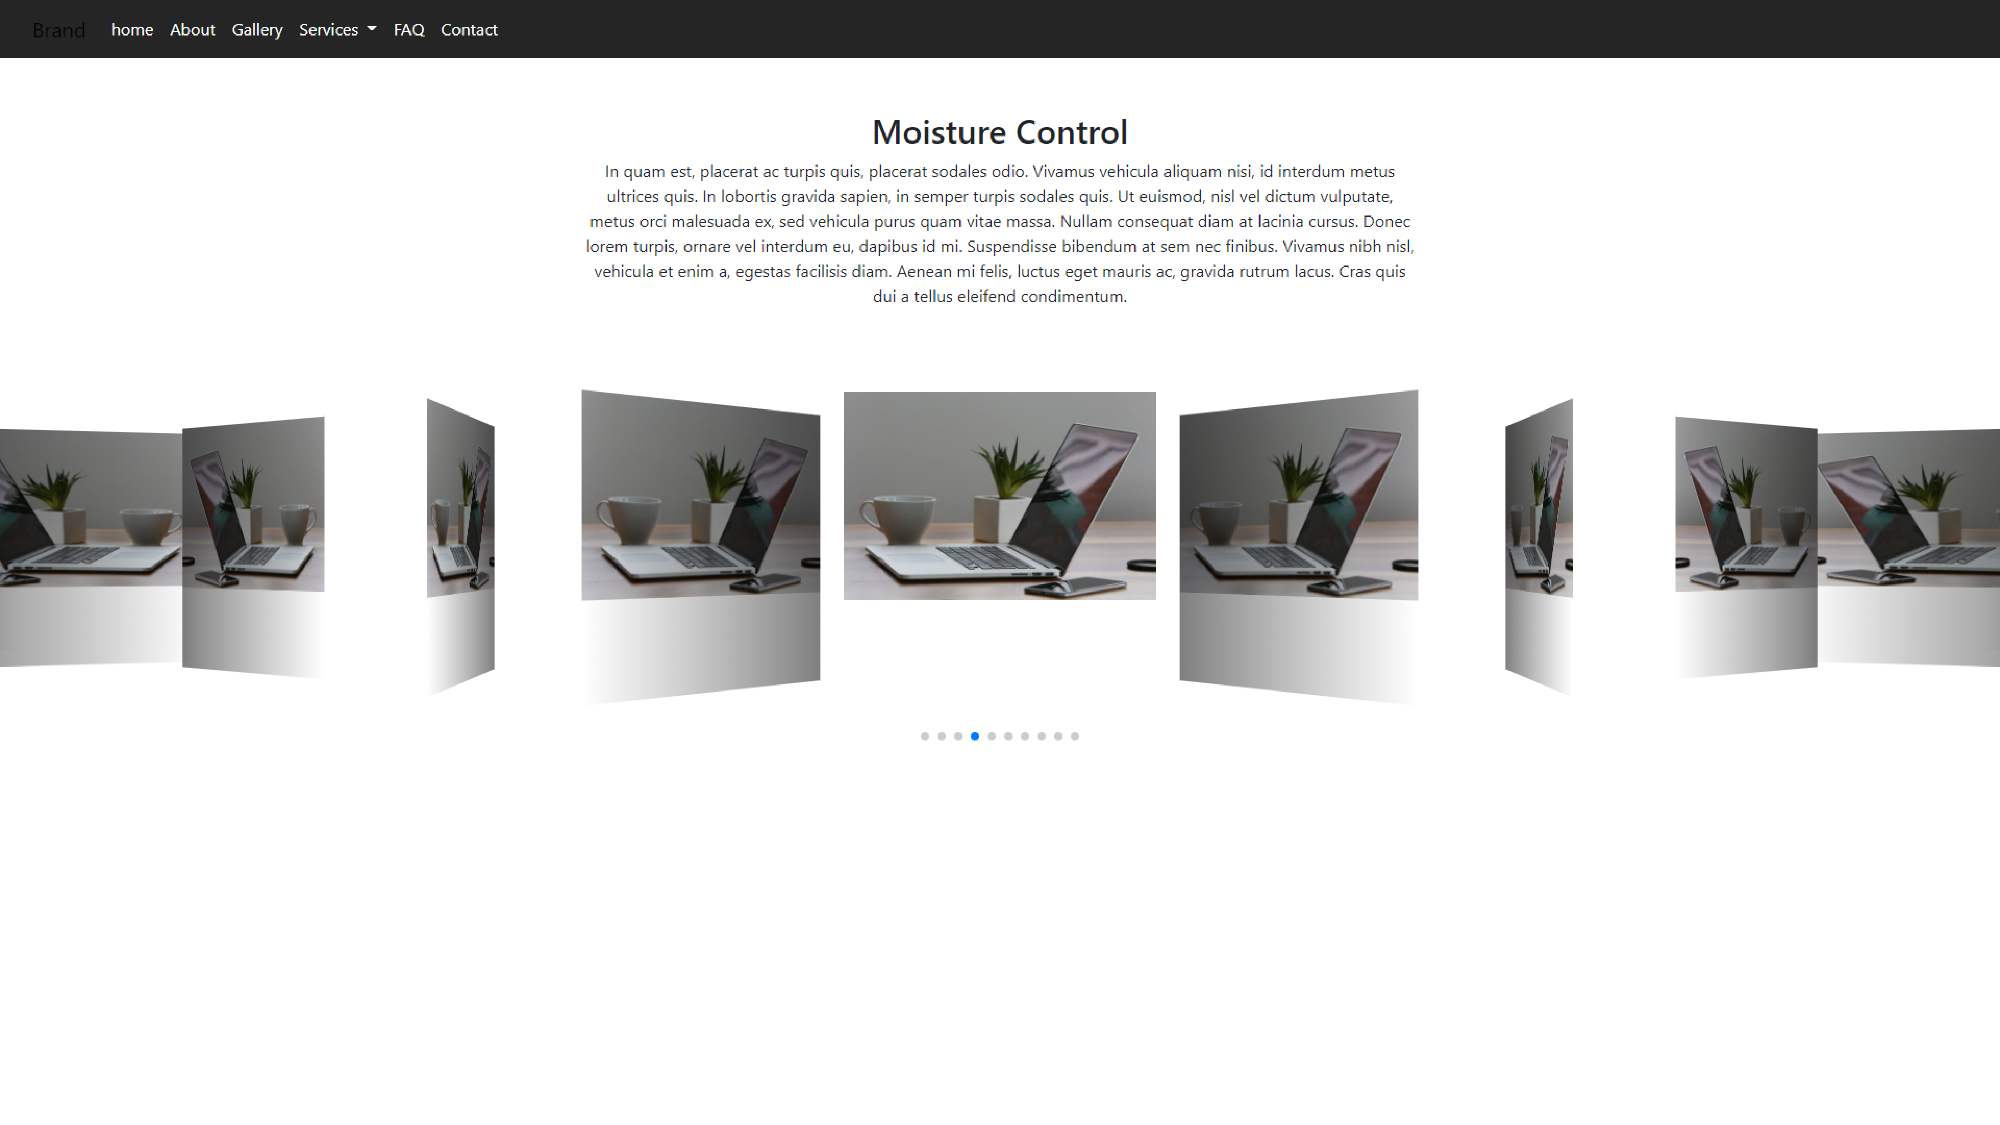 Brand home About Gallery Services FAQ Contact
Moisture Control
In quam est, placerat ac turpis quis, placerat sodales odio. Vivamus vehicula aliquam nisi, id interdum metus
ultrices quis. In lobortis gravida sapien, in semper turpis sodales quis. Ut euismod, nisl vel dictum vulputate,
metus orci malesuada ex, sed vehicula purus quam vitae massa. Nullam consequat diam at lacinia cursus. Donec
lorem turpis, ornare vel interdum eu, dapibus id mi. Suspendisse bibendum at sem nec finibus. Vivamus nibh nisl,
vehicula et enim a, egestas facilisis diam. Aenean mi felis, luctus eget mauris ac, gravida rutrum lacus. Cras quis
dui a tellus eleifend condimentum.